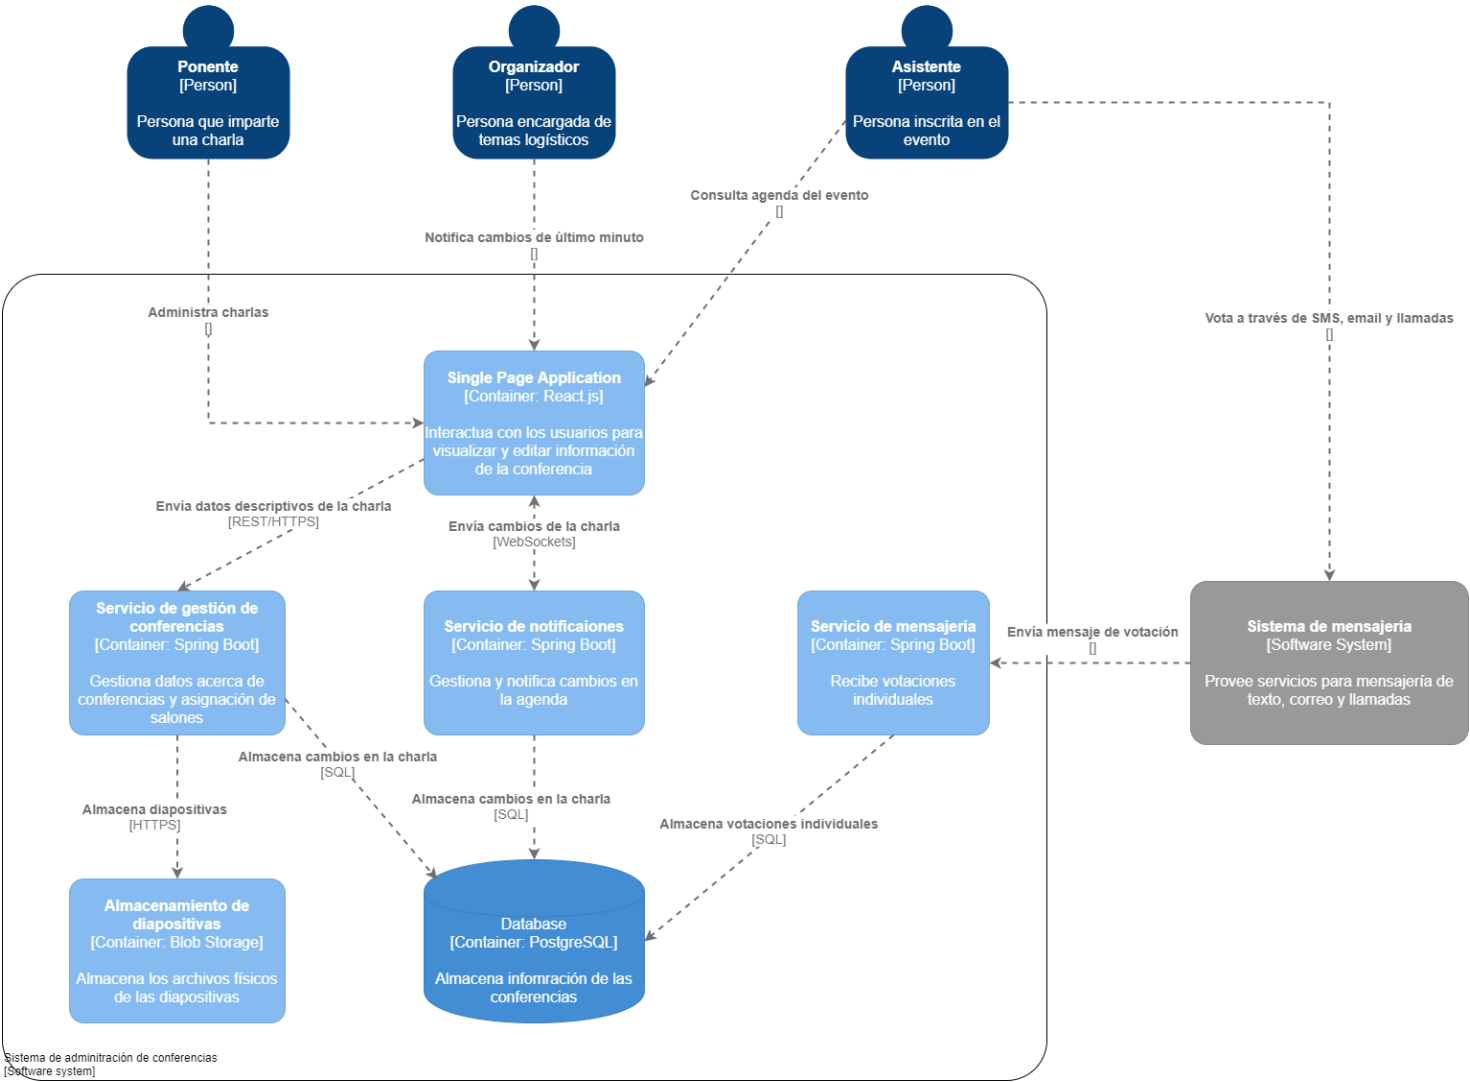 Ponente
[Person]
Persona que imparte
una charla
Organizador
[Person]
Persona encargada de
temas logísticos
Asistente
[Person]
Persona inscrita en el
evento
Consulta agenda del evento
[]
Notifica cambios de último minuto
[]
Administra charlas
[]
Vota a través de SMS, email y llamadas
[]
Single Page Application
[Container: React.js]
Interactua con los usuarios para
visualizar y editar información
de la conferencia
Envía datos descriptivos de la charla
[REST/HTTPS]
Envía cambios de la charla
[WebSockets]
Servicio de gestión de
conferencias
[Container: Spring Boot]
Gestiona datos acerca de
conferencias y asignación de
salones
Servicio de notificaiones
[Container: Spring Boot]
Gestiona y notifica cambios en
la agenda
Servicio de mensajería
[Container: Spring Boot]
Recibe votaciones
individuales
Envía mensaje de votación
[]
Sistema de mensajería
[Software System]
Provee servicios para mensajería de
texto, correo y llamadas
Almacena cambios en la charla
[SQL]
Almacena diapositivas
[HTTPS]
Almacena cambios en la charla
[SQL]
Almacena votaciones individuales
[SQL]
Almacenamiento de
diapositivas
[Container: Blob Storage]
Almacena los archivos físicos
de las diapositivas
Database
[Container: PostgreSQL]
Almacena infomración de las
conferencias
Sistema de adminitración de conferencias
[Software system]